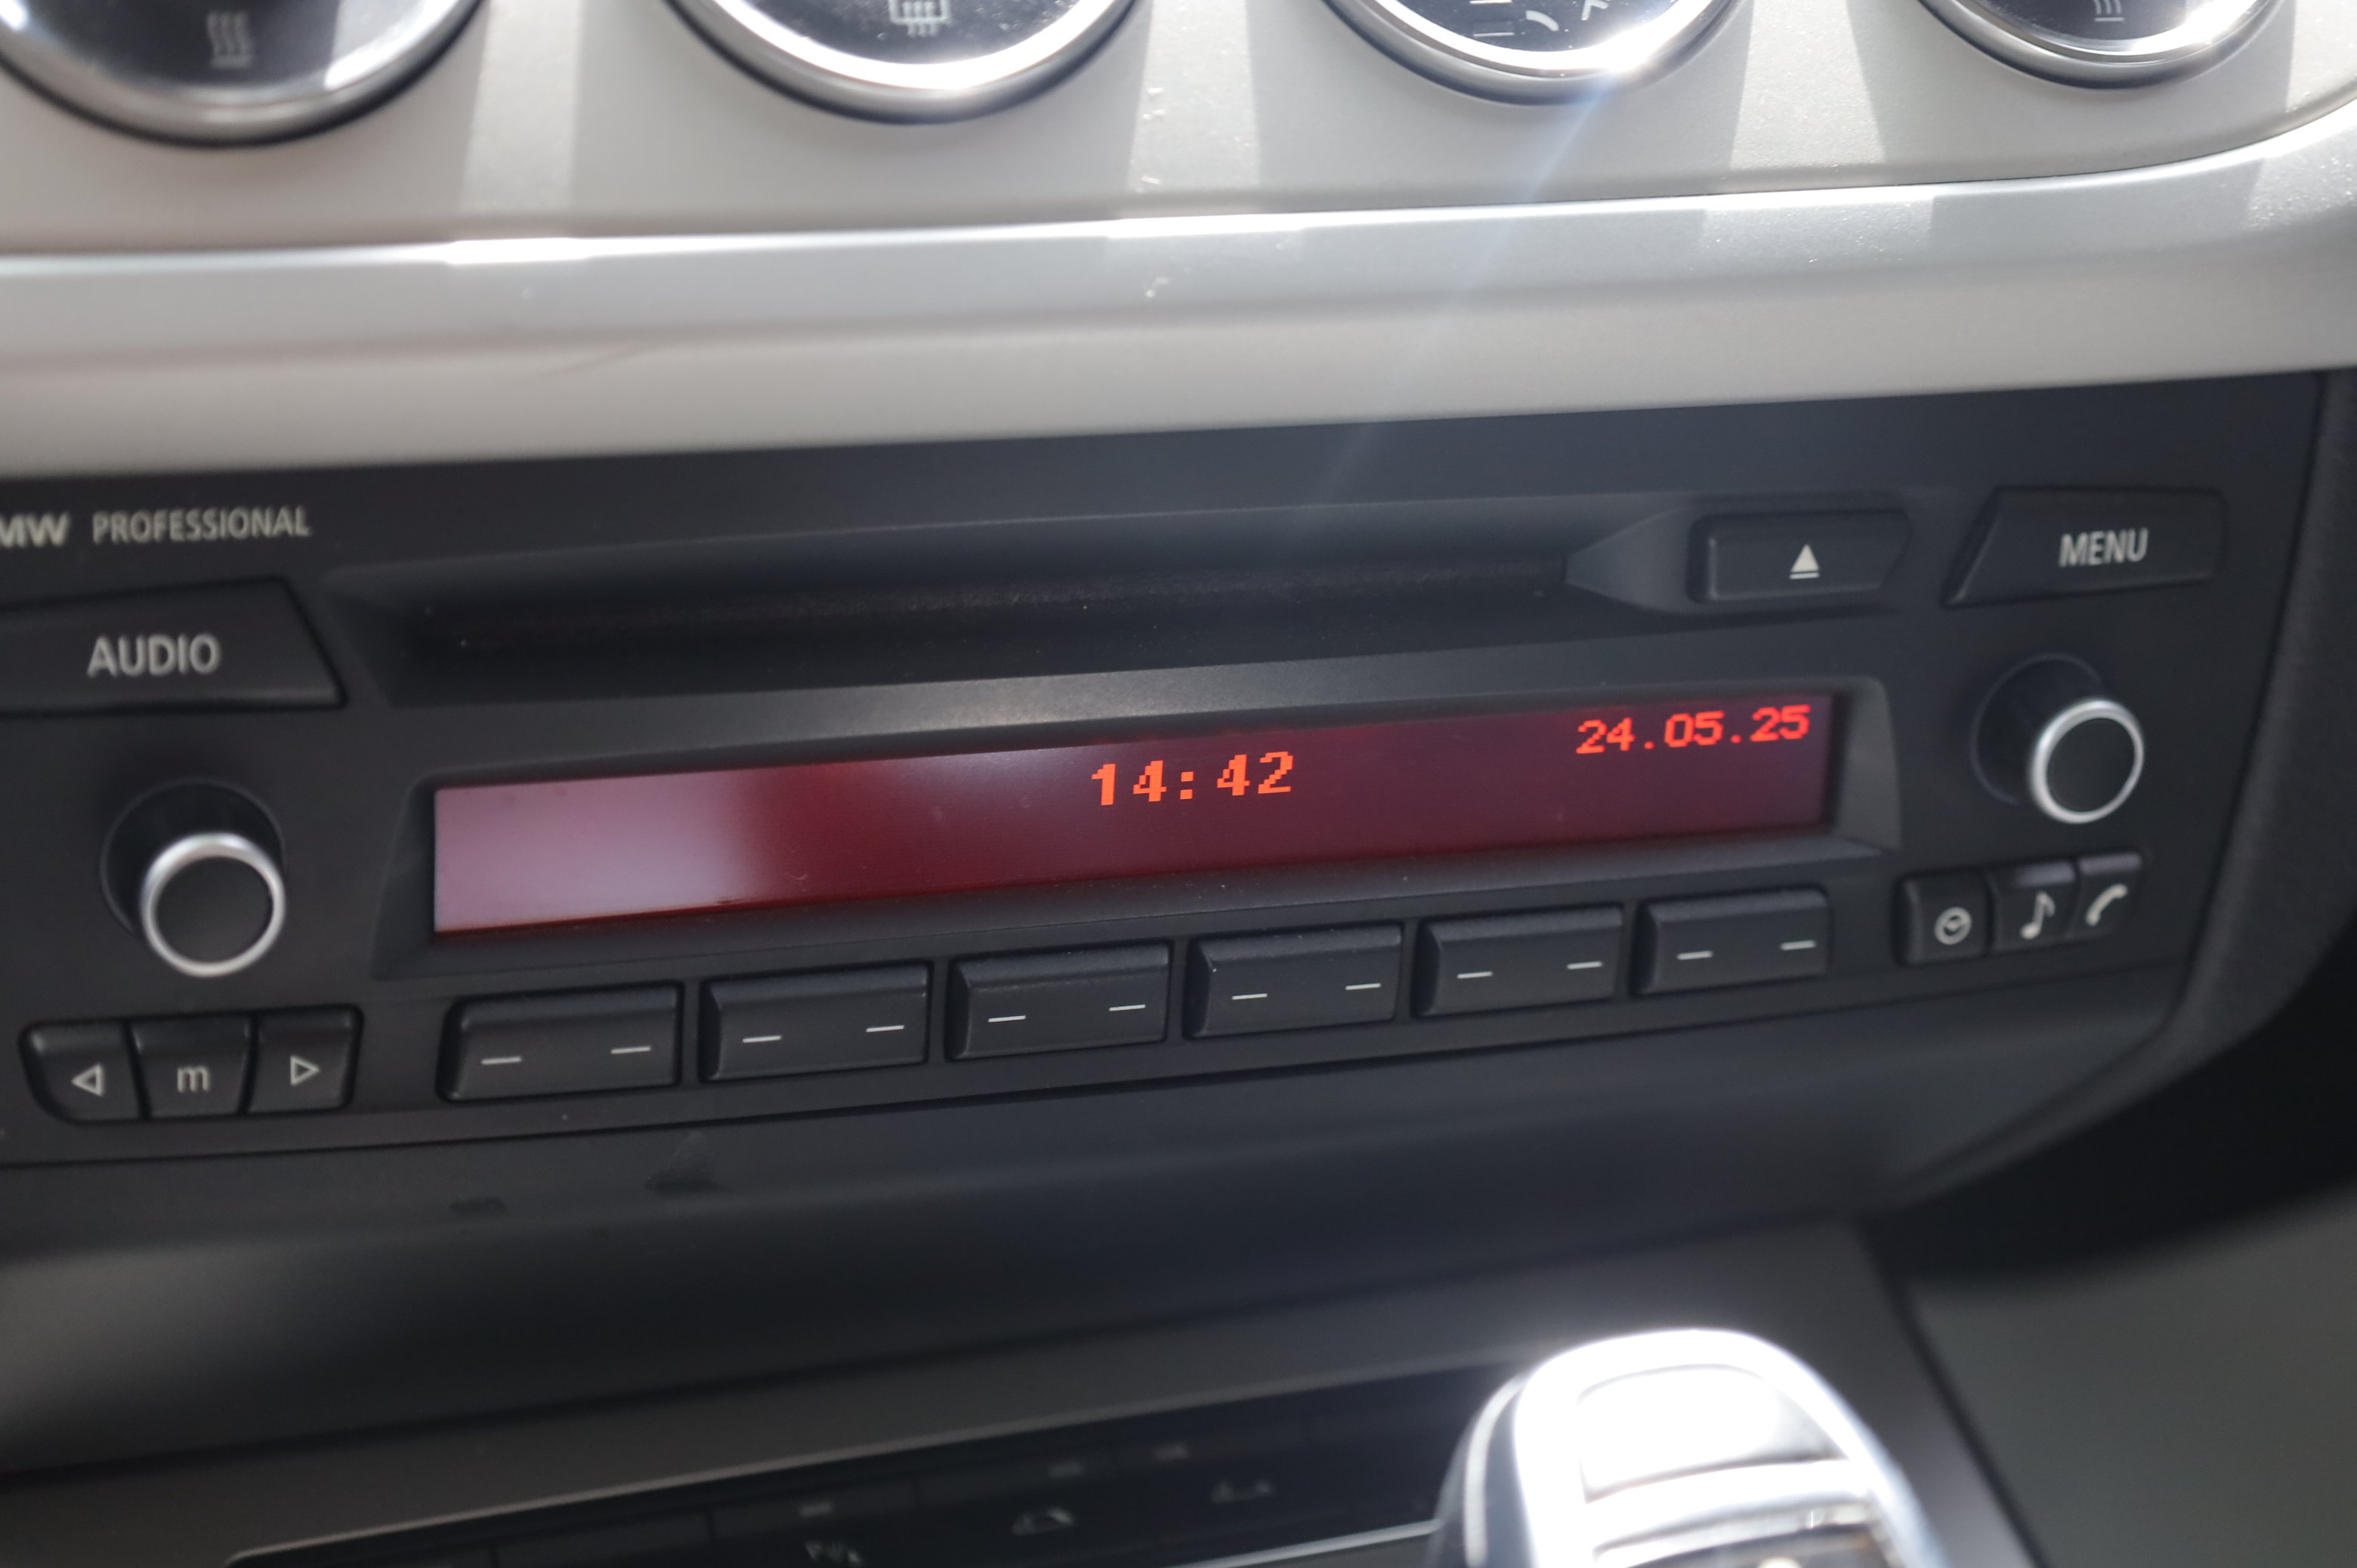 MW PROFESSIONAL
MENU
AUDIO
24.05.25
14:42
m